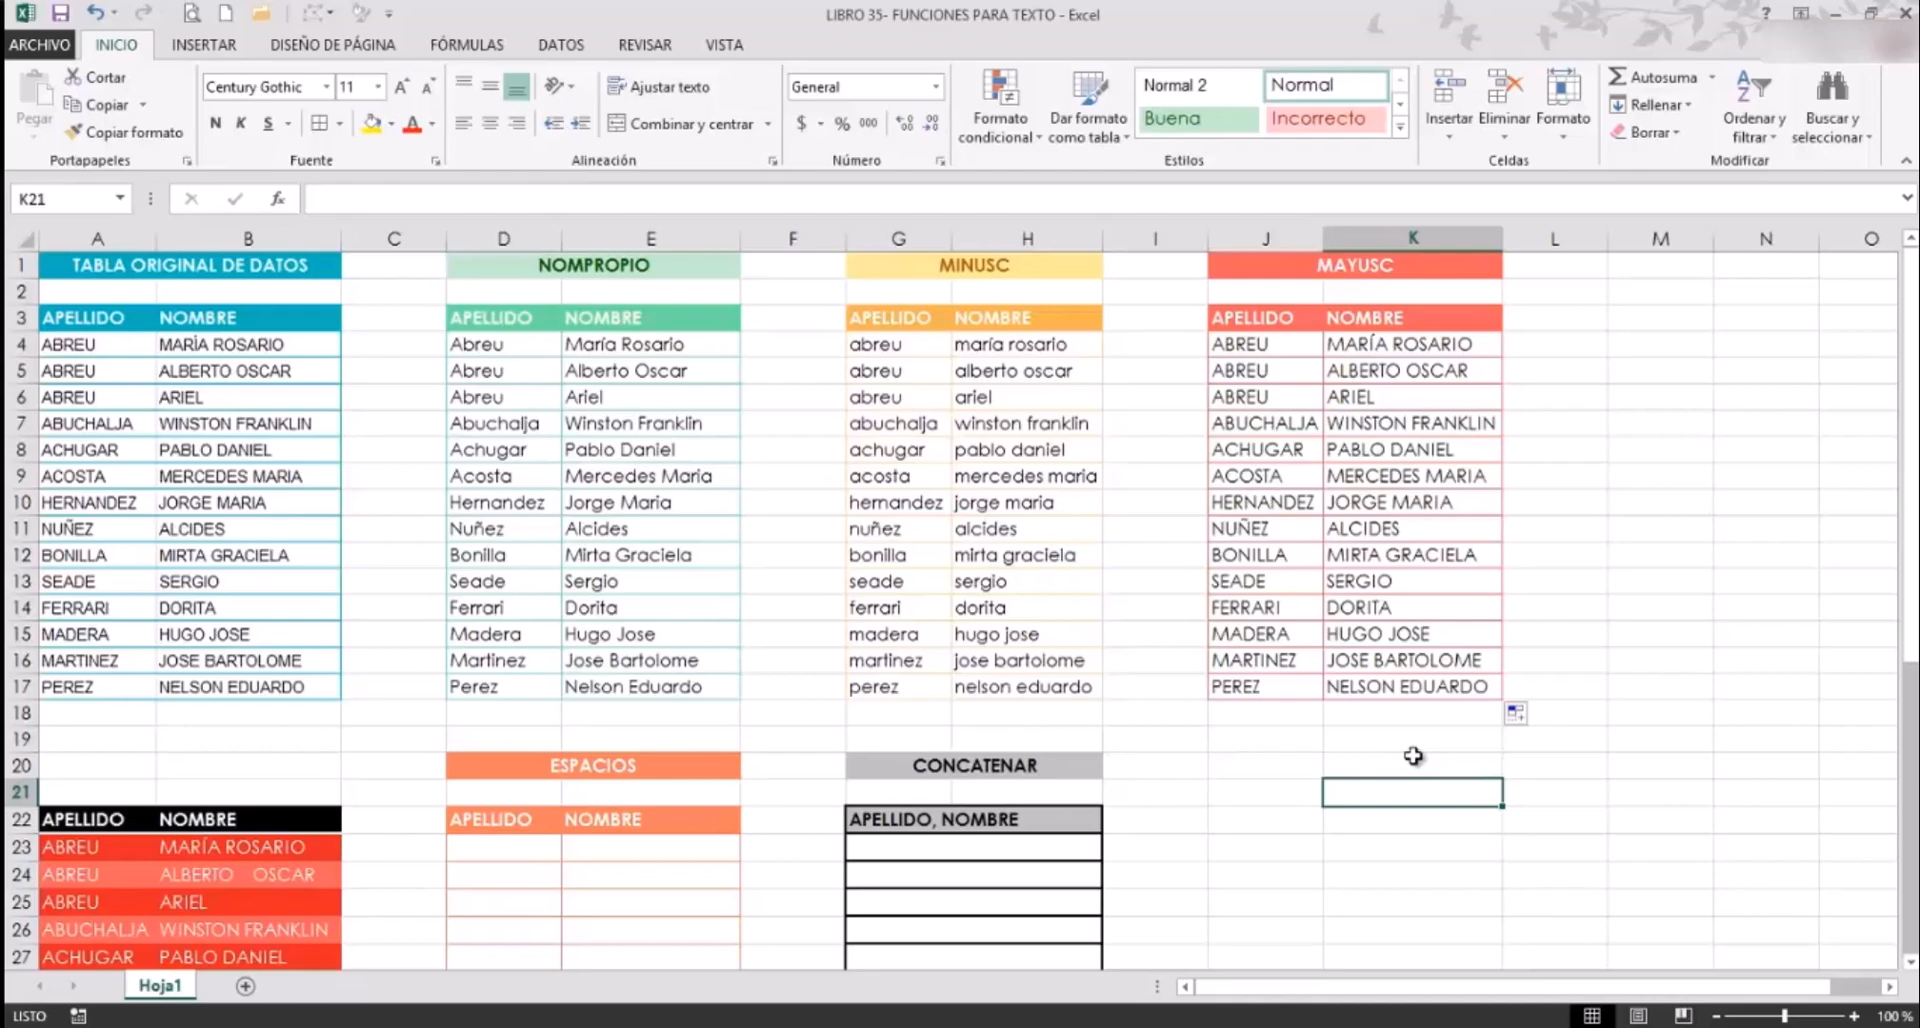 LIBRO 35- FUNCIONES PARA TEXTO - Excel
ARCHIVO INICIO INSERTAR DISEÑO DE PÁGINA FÓRMULAS DATOS REVISAR VISTA
Pegar
Cortar
Copiar
Copiar formato
Portapapeles
Century Gothic 11
N K S
Fuente
Ajustar texto
Combinar y centrar
Alineación
General
$ % 000
Número
Formato condicional
Dar formato como tabla
Normal 2 Normal
Buena Incorrecto
Estilos
Insertar Eliminar Formato
Celdas
Autosuma
Rellenar
Borrar
Ordenar y filtrar
Buscar y seleccionar
Modificar
K21 fx
A B C D E F G H I J K L M N O
1 TABLA ORIGINAL DE DATOS NOMPROPIO MINUSC MAYUSC
2
3 APELLIDO NOMBRE APELLIDO NOMBRE APELLIDO NOMBRE APELLIDO NOMBRE
4 ABREU MARÍA ROSARIO Abreu María Rosario abreu maría rosario ABREU MARÍA ROSARIO
5 ABREU ALBERTO OSCAR Abreu Alberto Oscar abreu alberto oscar ABREU ALBERTO OSCAR
6 ABREU ARIEL Abreu Ariel abreu ariel ABREU ARIEL
7 ABUCHALJA WINSTON FRANKLIN Abuchalja Winston Franklin abuchalja winston franklin ABUCHALJA WINSTON FRANKLIN
8 ACHUGAR PABLO DANIEL Achugar Pablo Daniel achugar pablo daniel ACHUGAR PABLO DANIEL
9 ACOSTA MERCEDES MARIA Acosta Mercedes Maria acosta mercedes maria ACOSTA MERCEDES MARIA
10 HERNANDEZ JORGE MARIA Hernandez Jorge Maria hernandez jorge maria HERNANDEZ JORGE MARIA
11 NUÑEZ ALCIDES Nuñez Alcides nuñez alcides NUÑEZ ALCIDES
12 BONILLA MIRTA GRACIELA Bonilla Mirta Graciela bonilla mirta graciela BONILLA MIRTA GRACIELA
13 SEADE SERGIO Seade Sergio seade sergio SEADE SERGIO
14 FERRARI DORITA Ferrari Dorita ferrari dorita FERRARI DORITA
15 MADERA HUGO JOSE Madera Hugo Jose madera hugo jose MADERA HUGO JOSE
16 MARTINEZ JOSE BARTOLOME Martinez Jose Bartolome martinez jose bartolome MARTINEZ JOSE BARTOLOME
17 PEREZ NELSON EDUARDO Perez Nelson Eduardo perez nelson eduardo PEREZ NELSON EDUARDO
18
19
20 ESPACIOS CONCATENAR
21
22 APELLIDO NOMBRE APELLIDO NOMBRE APELLIDO, NOMBRE
23 ABREU MARÍA ROSARIO
24 ABREU ALBERTO OSCAR
25 ABREU ARIEL
26 ABUCHALJA WINSTON FRANKLIN
27 ACHUGAR PABLO DANIEL
Hoja1
LISTO 100 %